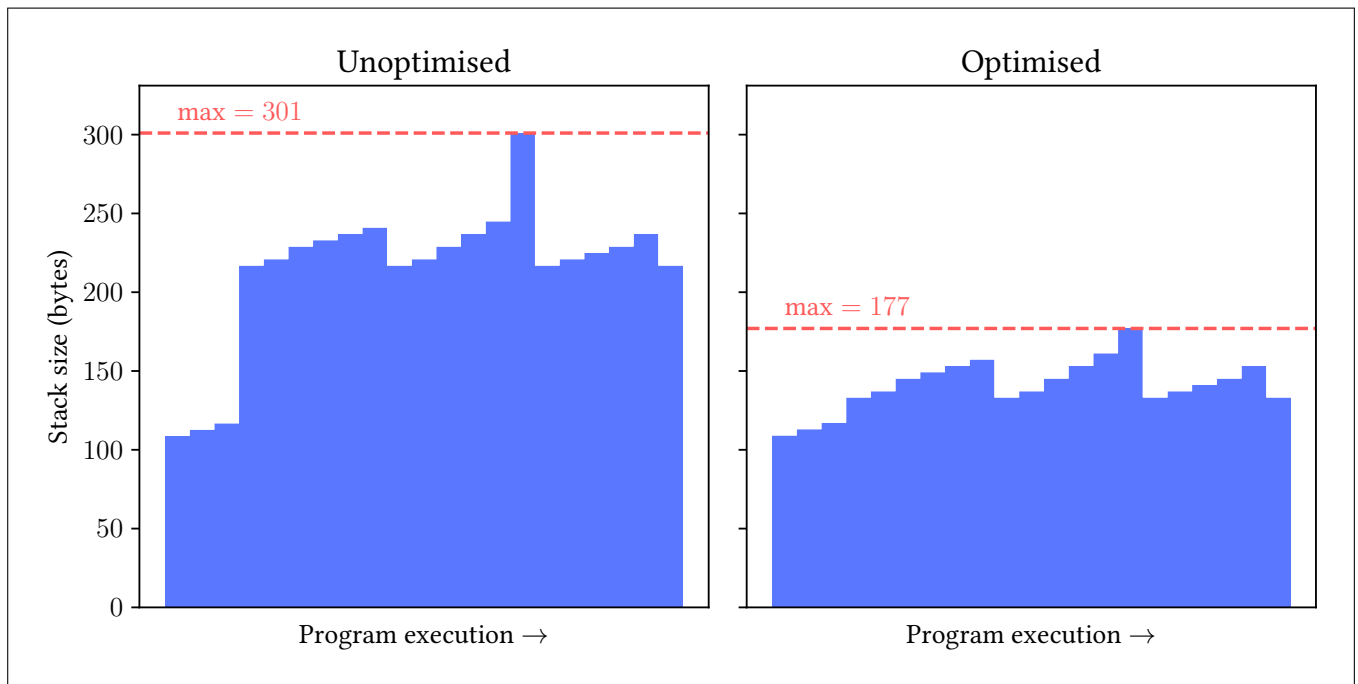 Unoptimised
max = 301
300
250
200
150
100
50
0
Stack size (bytes)
Program execution →
Optimised
max = 177
Program execution →